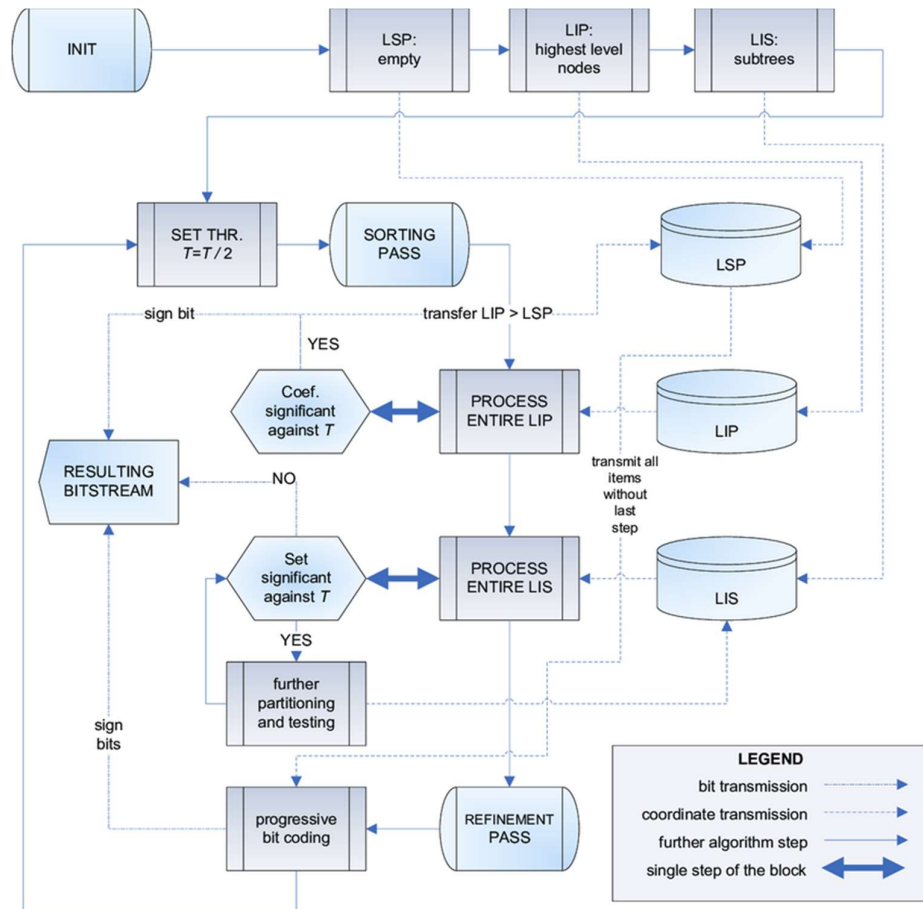 INIT
LSP:
empty
LIP:
highest level
nodes
LIS:
subtrees
SET THR.
T=T / 2
SORTING
PASS
LSP
sign bit
transfer LIP > LSP
YES
Coef.
significant
against T
PROCESS
ENTIRE LIP
LIP
RESULTING
BITSTREAM
NO
transmit all
items
without
last
step
Set
significant
against T
PROCESS
ENTIRE LIS
LIS
YES
further
partitioning
and testing
sign
bits
progressive
bit coding
REFINEMENT
PASS
LEGEND
bit transmission
coordinate transmission
further algorithm step
single step of the block